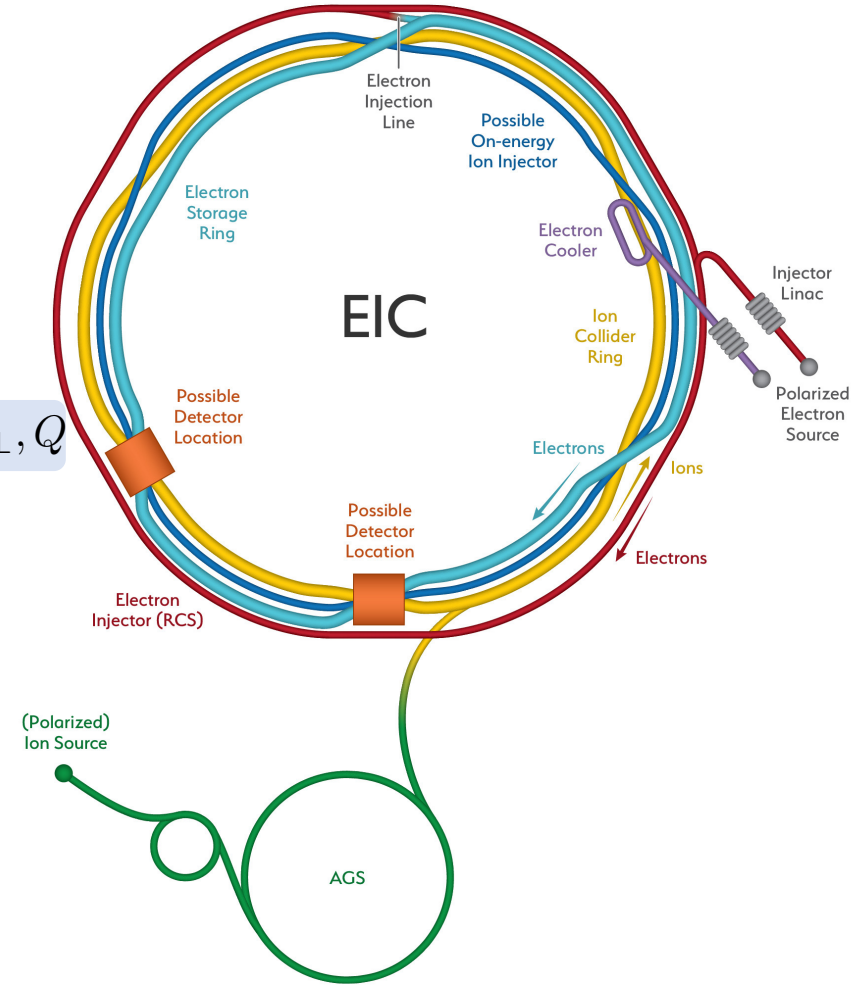 Electron
Injection
Line
Possible
On-energy
Ion Injector
Electron
Storage
Ring
Electron
Cooler
Injector
Linac
EIC
Ion
Collider
Ring
Polarized
Electron
Source
Possible
Detector
Location
⊥, Q
Electrons
Ions
Possible
Detector
Location
Electrons
Electron
Injector (RCS)
(Polarized)
Ion Source
AGS